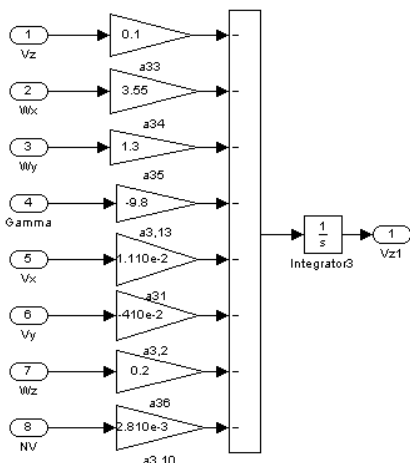 1
Vz
0.1
a33
2
Wx
3.55
a34
3
Wy
1.3
a35
4
Gamma
-9.8
a3,13
5
Vx
1.110e-2
a31
6
Vy
-410e-2
a3,2
7
Wz
0.2
a36
8
NV
2.810e-3
a3,10
1
s
Integrator3
1
Vz1